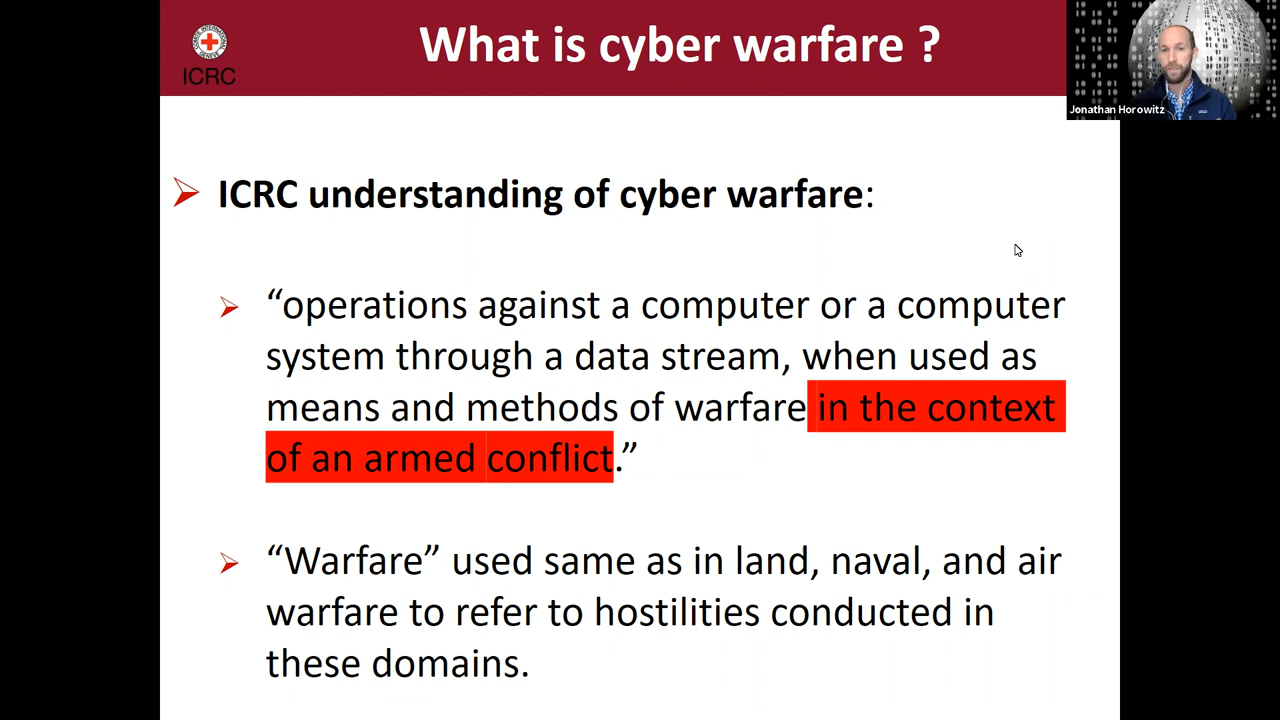 What is cyber warfare ?
ICRC
Jonathan Horowitz
ICRC understanding of cyber warfare:
“operations against a computer or a computer
system through a data stream, when used as
means and methods of warfare in the context
of an armed conflict.”
“Warfare” used same as in land, naval, and air
warfare to refer to hostilities conducted in
these domains.